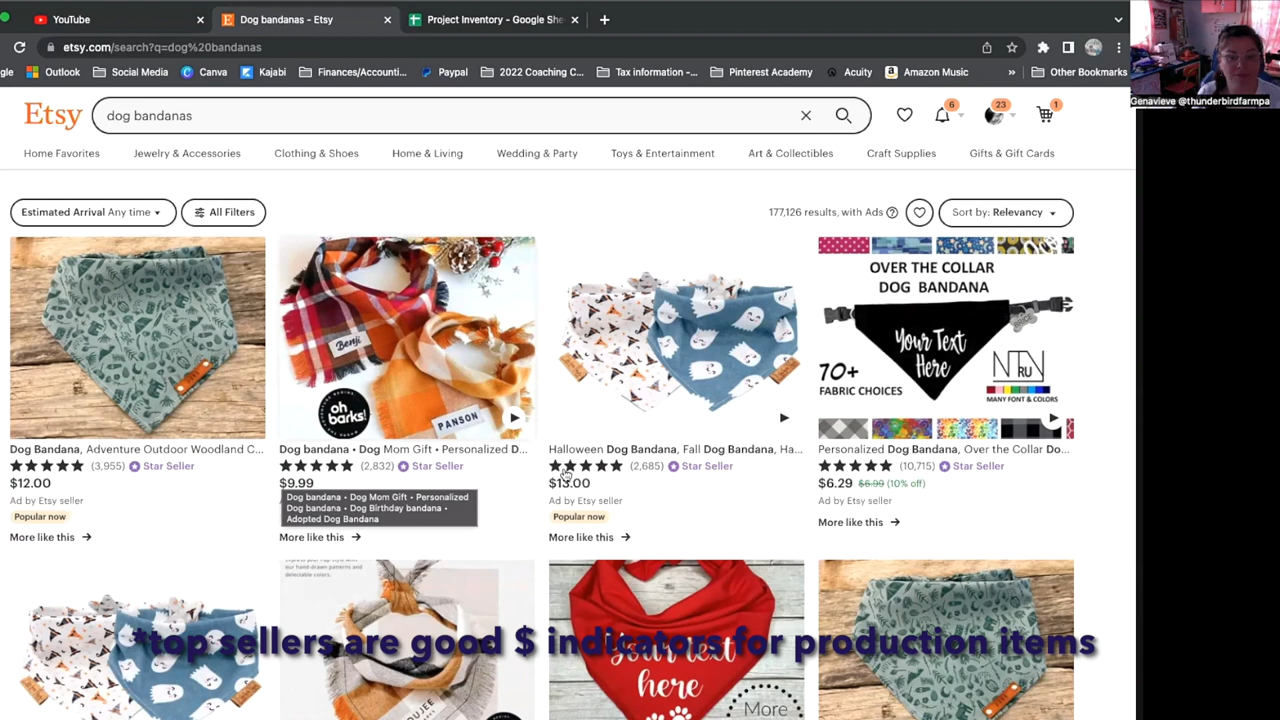 YouTube
Dog bandanas - Etsy
Project Inventory - Google She
etsy.com/search?q=dog%20bandanas
gle
Outlook
Social Media
Canva
Kajabi
Finances/Accounti...
Paypal
2022 Coaching C...
Tax information -...
Pinterest Academy
Acuity
Amazon Music
»
Other Bookmarks
Genavieve @thunderbirdfarmpa
Etsy
dog bandanas
6
23
1
Home Favorites
Jewelry & Accessories
Clothing & Shoes
Home & Living
Wedding & Party
Toys & Entertainment
Art & Collectibles
Craft Supplies
Gifts & Gift Cards
Estimated Arrival Any time
All Filters
177,126 results, with Ads
Sort by: Relevancy
Benji
oh
barks!
PANSON
OVER THE COLLAR
DOG BANDANA
Your Text
Here
70+
FABRIC CHOICES
NTRU
MANY FONT & COLORS
Dog Bandana, Adventure Outdoor Woodland C...
(3,955) Star Seller
$12.00
Ad by Etsy seller
Popular now
More like this
Dog bandana • Dog Mom Gift • Personalized D...
(2,832) Star Seller
$9.99
Dog bandana • Dog Mom Gift • Personalized
Dog bandana • Dog Birthday bandana •
Adopted Dog Bandana
More like this
Halloween Dog Bandana, Fall Dog Bandana, Ha...
(2,685) Star Seller
$13.00
Ad by Etsy seller
Popular now
More like this
Personalized Dog Bandana, Over the Collar Do...
(10,715) Star Seller
$6.29 $6.99 (10% off)
Ad by Etsy seller
More like this
*top sellers are good $ indicators for production items
Your text
here
More